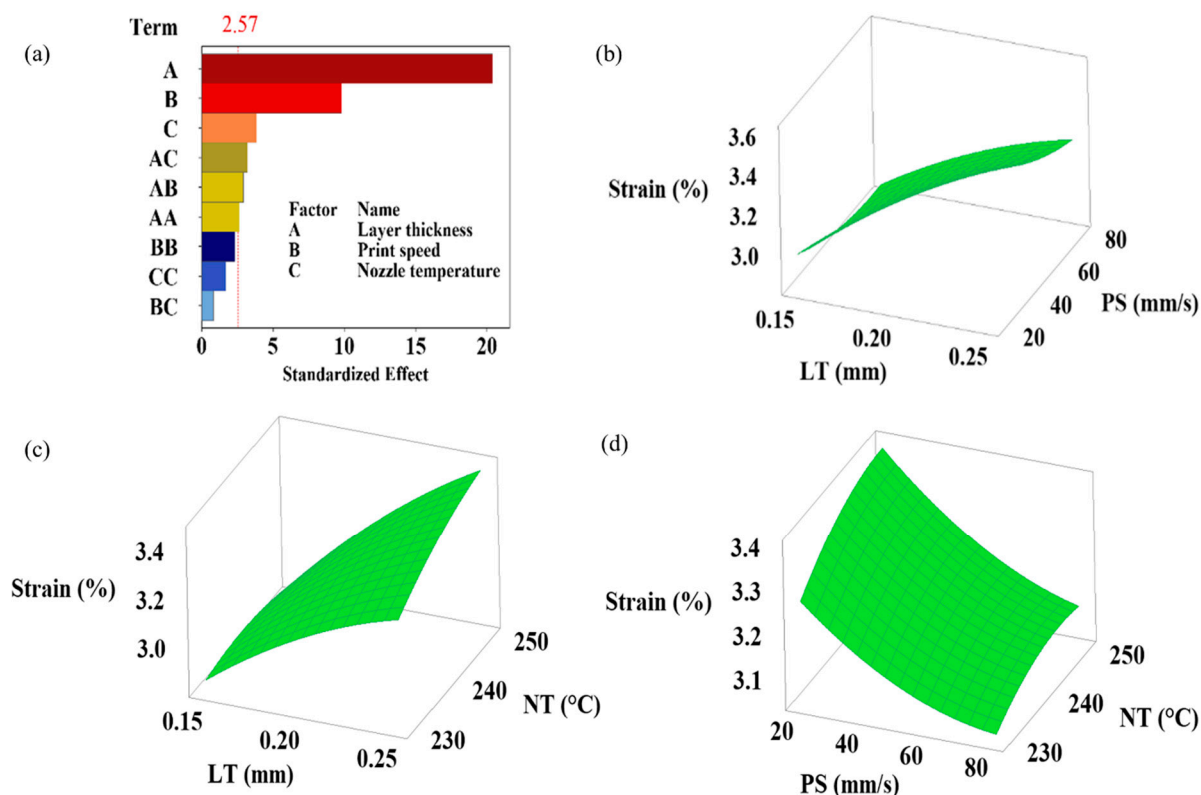 (a)
Term 2.57
A
B
C
AC
AB
AA
BB
CC
BC
Factor Name
A Layer thickness
B Print speed
C Nozzle temperature
0 5 10 15 20
Standardized Effect
(b)
3.6
3.4
3.2
3.0
Strain (%)
0.15 0.20 0.25
LT (mm)
20 40 60 80
PS (mm/s)
(c)
3.4
3.2
3.0
Strain (%)
0.15 0.20 0.25
LT (mm)
230 240 250
NT (°C)
(d)
3.4
3.3
3.2
3.1
Strain (%)
20 40 60 80
PS (mm/s)
230 240 250
NT (°C)